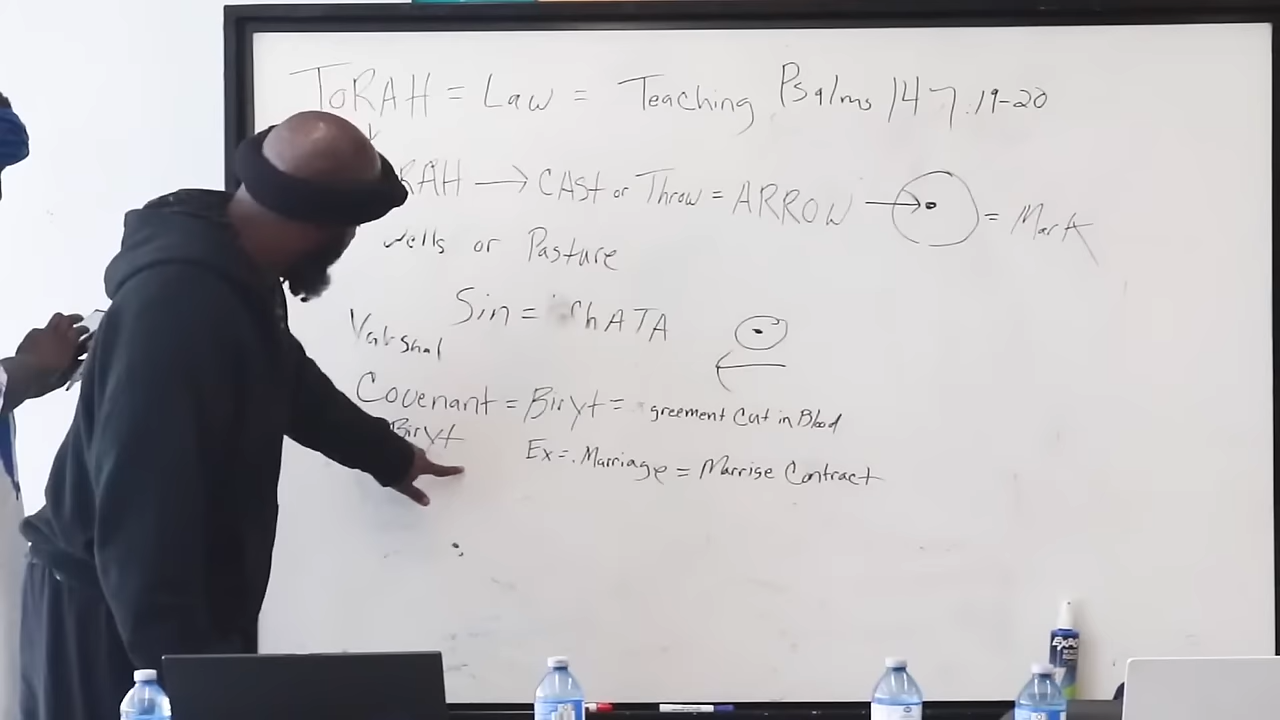 ToRAH = Law = Teaching Psalms 147:19-20
RAH → CASt or Throw = ARROW → = Mark
wells or Pasture
Sin = ChATA
Covenant = Biryt = greement Cut in Blood
Biryt
Ex = Marriage = Marrise Contract
EXPO